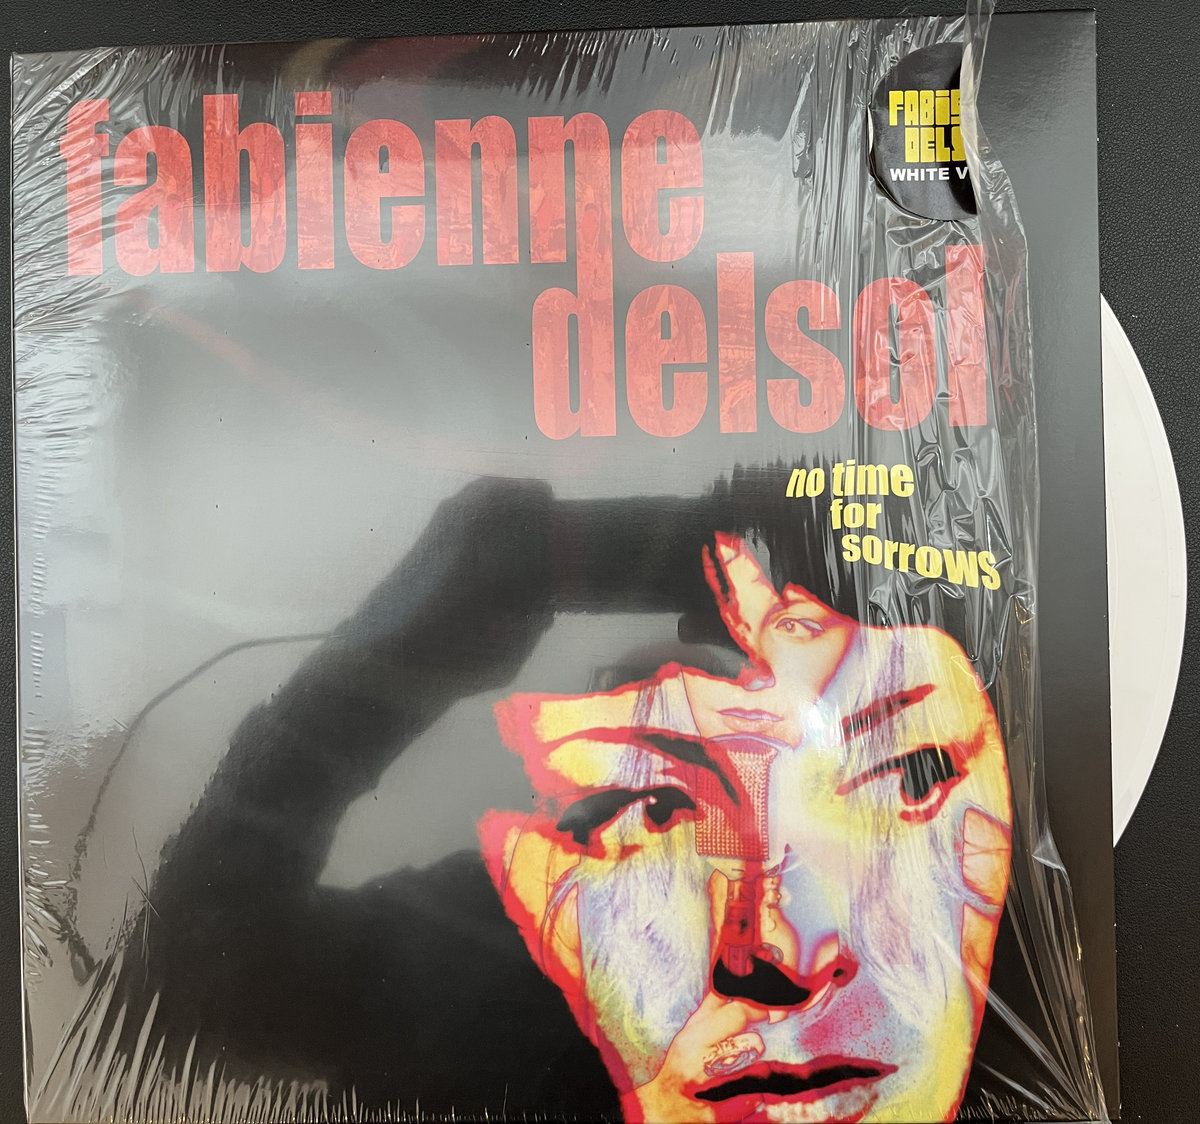 fabienne
delsol
no time
for
sorrows
WHITE